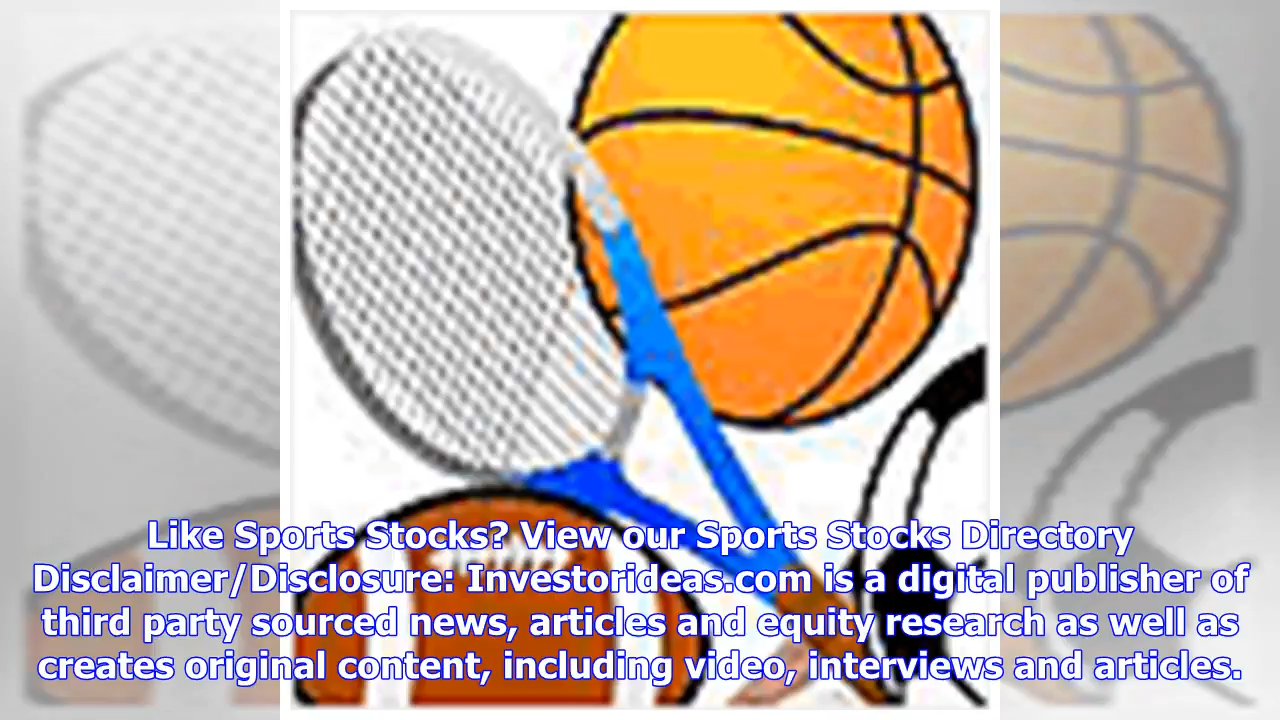 Like Sports Stocks? View our Sports Stocks Directory
Disclaimer/Disclosure: Investorideas.com is a digital publisher of
third party sourced news, articles and equity research as well as
creates original content, including video, interviews and articles.